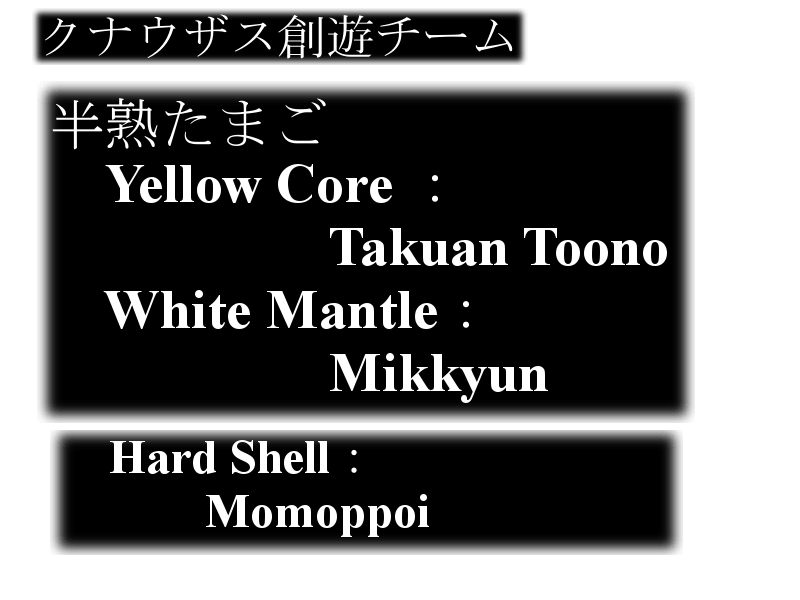 クナウザス創遊チーム
半熟たまご
Yellow Core ：
Takuan Toono
White Mantle：
Mikkyun
Hard Shell：
Momoppoi